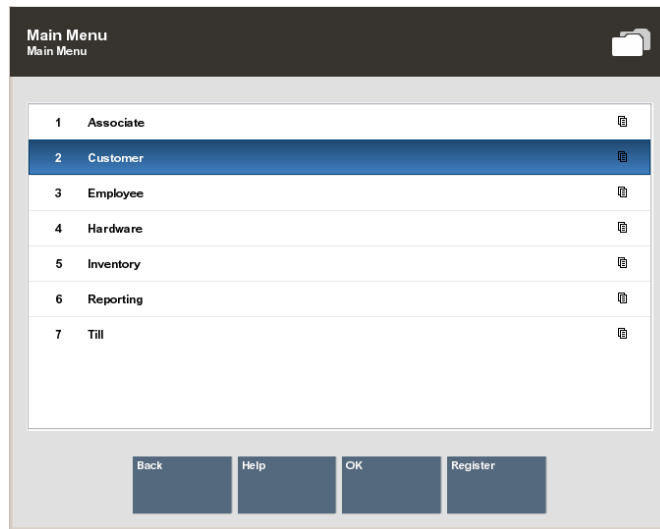 Main Menu
Main Menu
1 Associate
2 Customer
3 Employee
4 Hardware
5 Inventory
6 Reporting
7 Till
Back Help OK Register